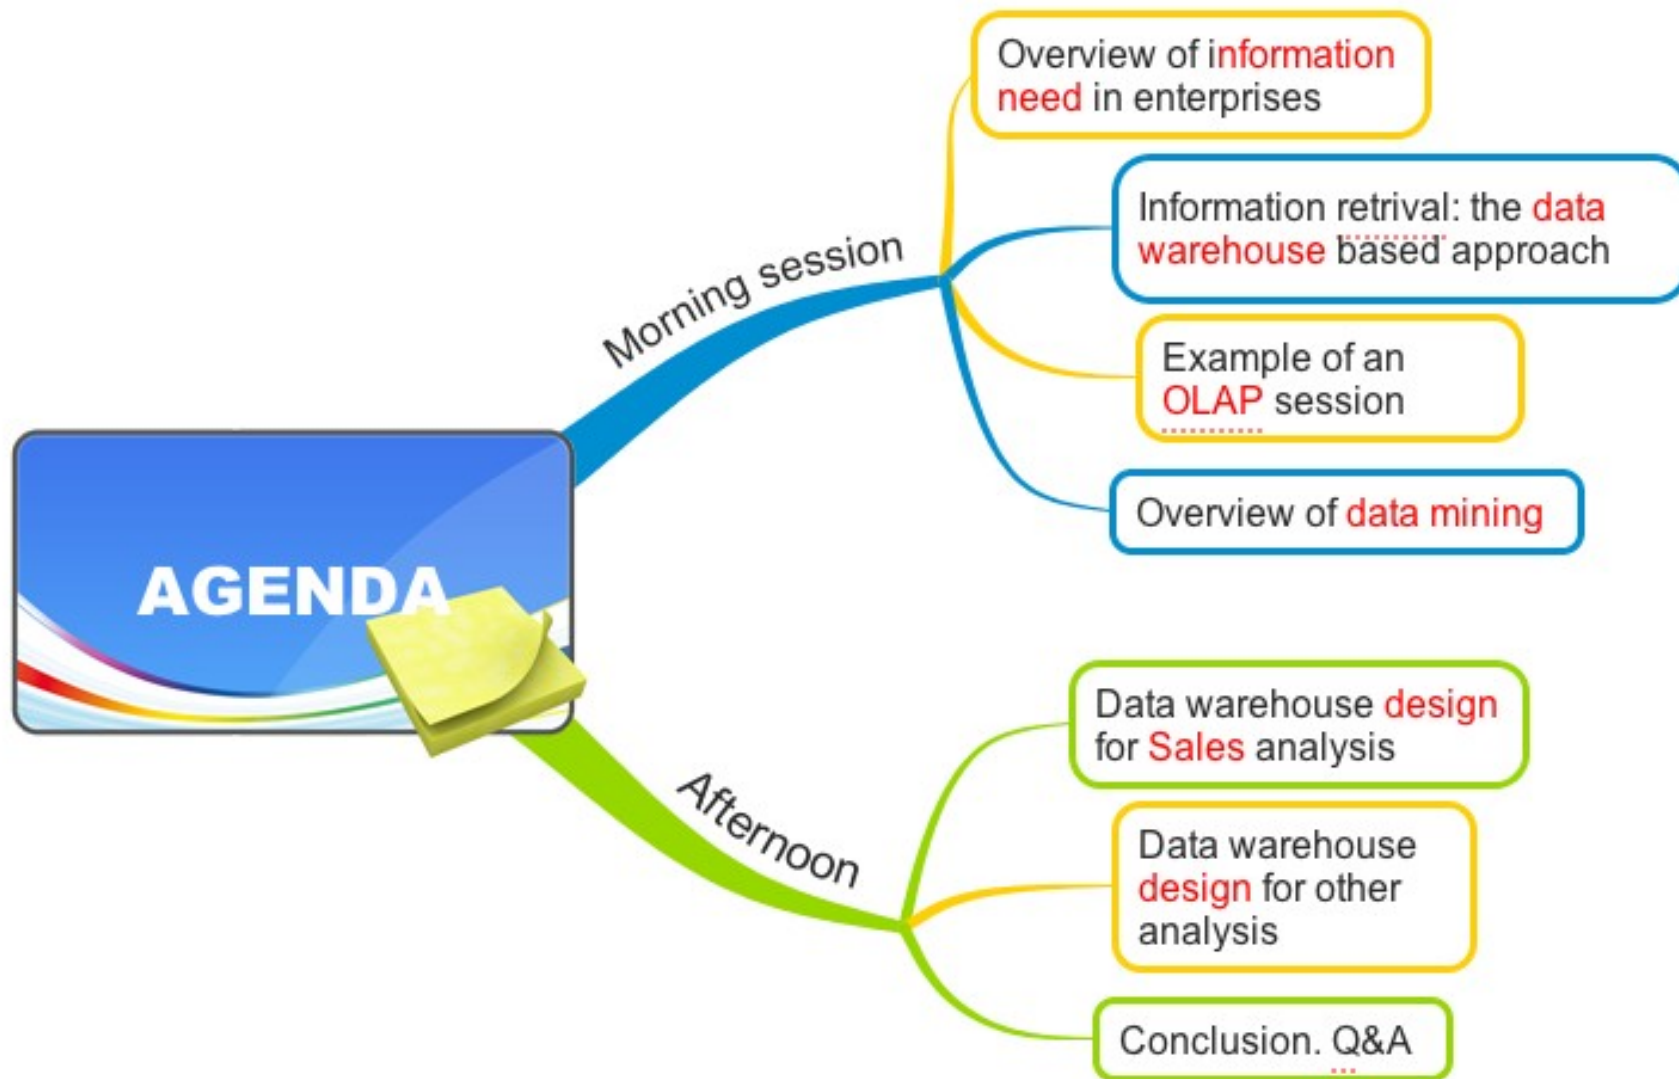 AGENDA
Morning session
Overview of information
need in enterprises
Information retrival: the data
warehouse based approach
Example of an
OLAP session
Overview of data mining
Afternoon
Data warehouse design
for Sales analysis
Data warehouse
design for other
analysis
Conclusion. Q&A